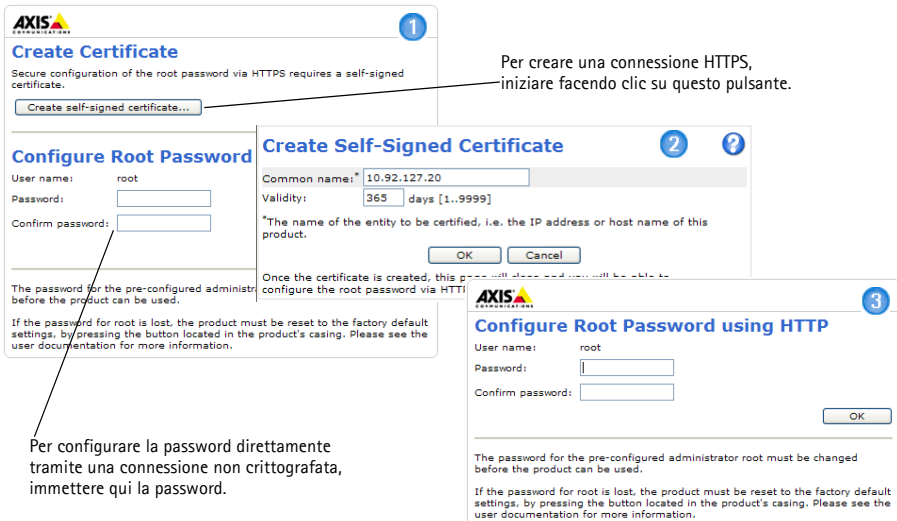 AXIS
COMMUNICATIONS
1
Create Certificate
Secure configuration of the root password via HTTPS requires a self-signed
certificate.
Create self-signed certificate...
Per creare una connessione HTTPS,
iniziare facendo clic su questo pulsante.
Configure Root Password
User name: root
Password:
Confirm password:
The password for the pre-configured administra
before the product can be used.
If the password for root is lost, the product must be reset to the factory default
settings, by pressing the button located in the product's casing. Please see the
user documentation for more information.
Create Self-Signed Certificate
2
?
Common name:* 10.92.127.20
Validity: 365 days [1..9999]
*The name of the entity to be certified, i.e. the IP address or host name of this
product.
OK Cancel
Once the certificate is created, this page will close and you will be able to
configure the root password via HTTP
AXIS
COMMUNICATIONS
3
Configure Root Password using HTTP
User name: root
Password:
Confirm password:
OK
The password for the pre-configured administrator root must be changed
before the product can be used.
If the password for root is lost, the product must be reset to the factory default
settings, by pressing the button located in the product's casing. Please see the
user documentation for more information.
Per configurare la password direttamente
tramite una connessione non crittografata,
immettere qui la password.